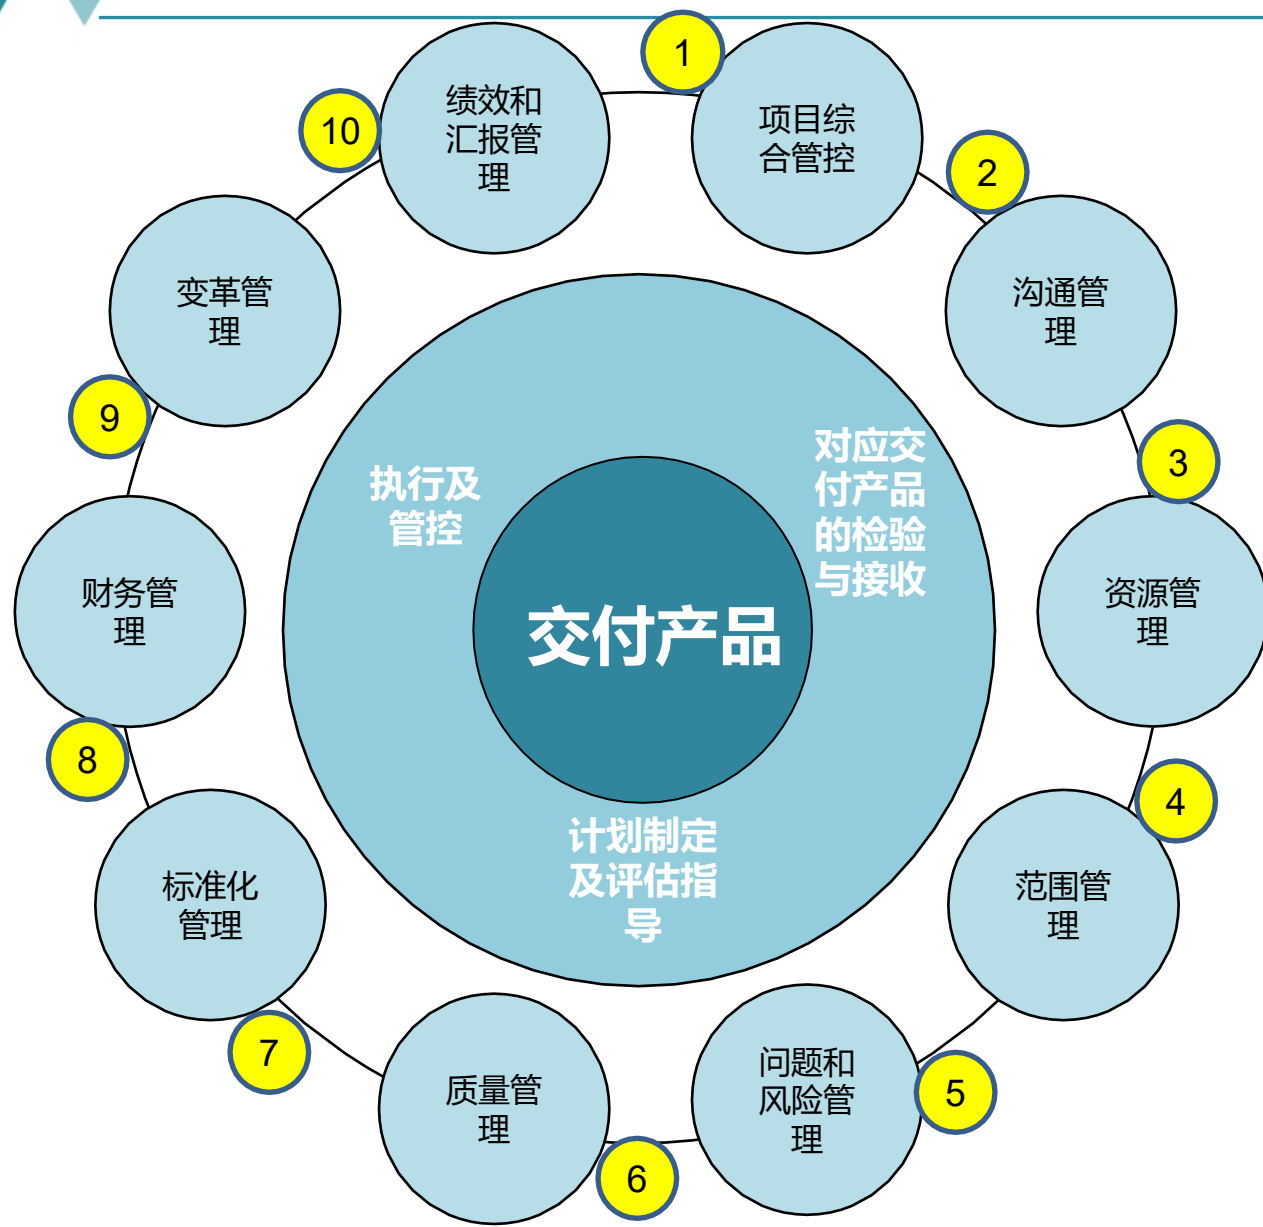 1
项目综
合管控
2
沟通管
理
3
资源管
理
4
范围管
理
5
问题和
风险管
理
6
质量管
理
7
标准化
管理
8
财务管
理
9
变革管
理
10
绩效和
汇报管
理
执行及
管控
对应交
付产品
的检验
与接收
交付产品
计划制定
及评估指
导